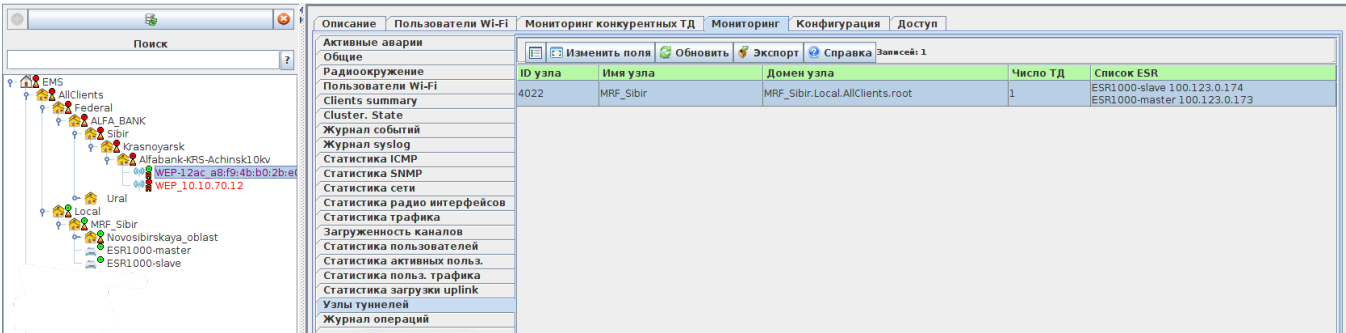 Поиск
?
EMS
AllClients
Federal
ALFA_BANK
Sibir
Krasnoyarsk
Alfabank-KRS-Achinsk10kv
WEP-12ac_a8:f9:4b:b0:2b:e0
WEP_10.10.70.12
Ural
Local
MRF_Sibir
Novosibirskaya_oblast
ESR1000-master
ESR1000-slave
Описание Пользователи Wi-Fi Мониторинг конкурентных ТД Мониторинг Конфигурация Доступ
Активные аварии
Общие
Радиоокружение
Пользователи Wi-Fi
Clients summary
Cluster. State
Журнал событий
Журнал syslog
Статистика ICMP
Статистика SNMP
Статистика сети
Статистика радио интерфейсов
Статистика трафика
Загруженность каналов
Статистика пользователей
Статистика активных польз.
Статистика польз. трафика
Статистика загрузки uplink
Узлы туннелей
Журнал операций
Изменить поля Обновить Экспорт Справка Записей: 1
ID узла Имя узла Домен узла Число ТД Список ESR
4022 MRF_Sibir MRF_Sibir.Local.AllClients.root 1 ESR1000-slave 100.123.0.174
ESR1000-master 100.123.0.173